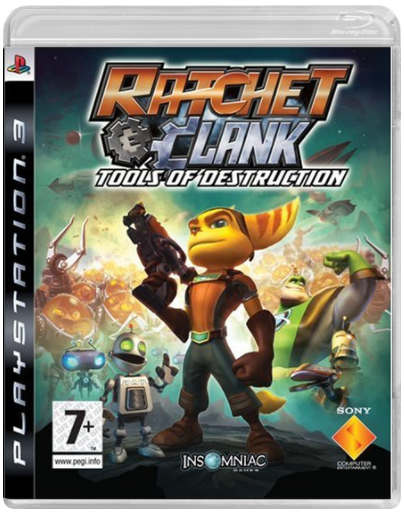 Blu-ray Disc
PLAYSTATION 3
RATCHET
& CLANK
TOOLS OF DESTRUCTION
7+
TM
www.pegi.info
INSOMNIAC
GAMES
SONY
COMPUTER
ENTERTAINMENT®